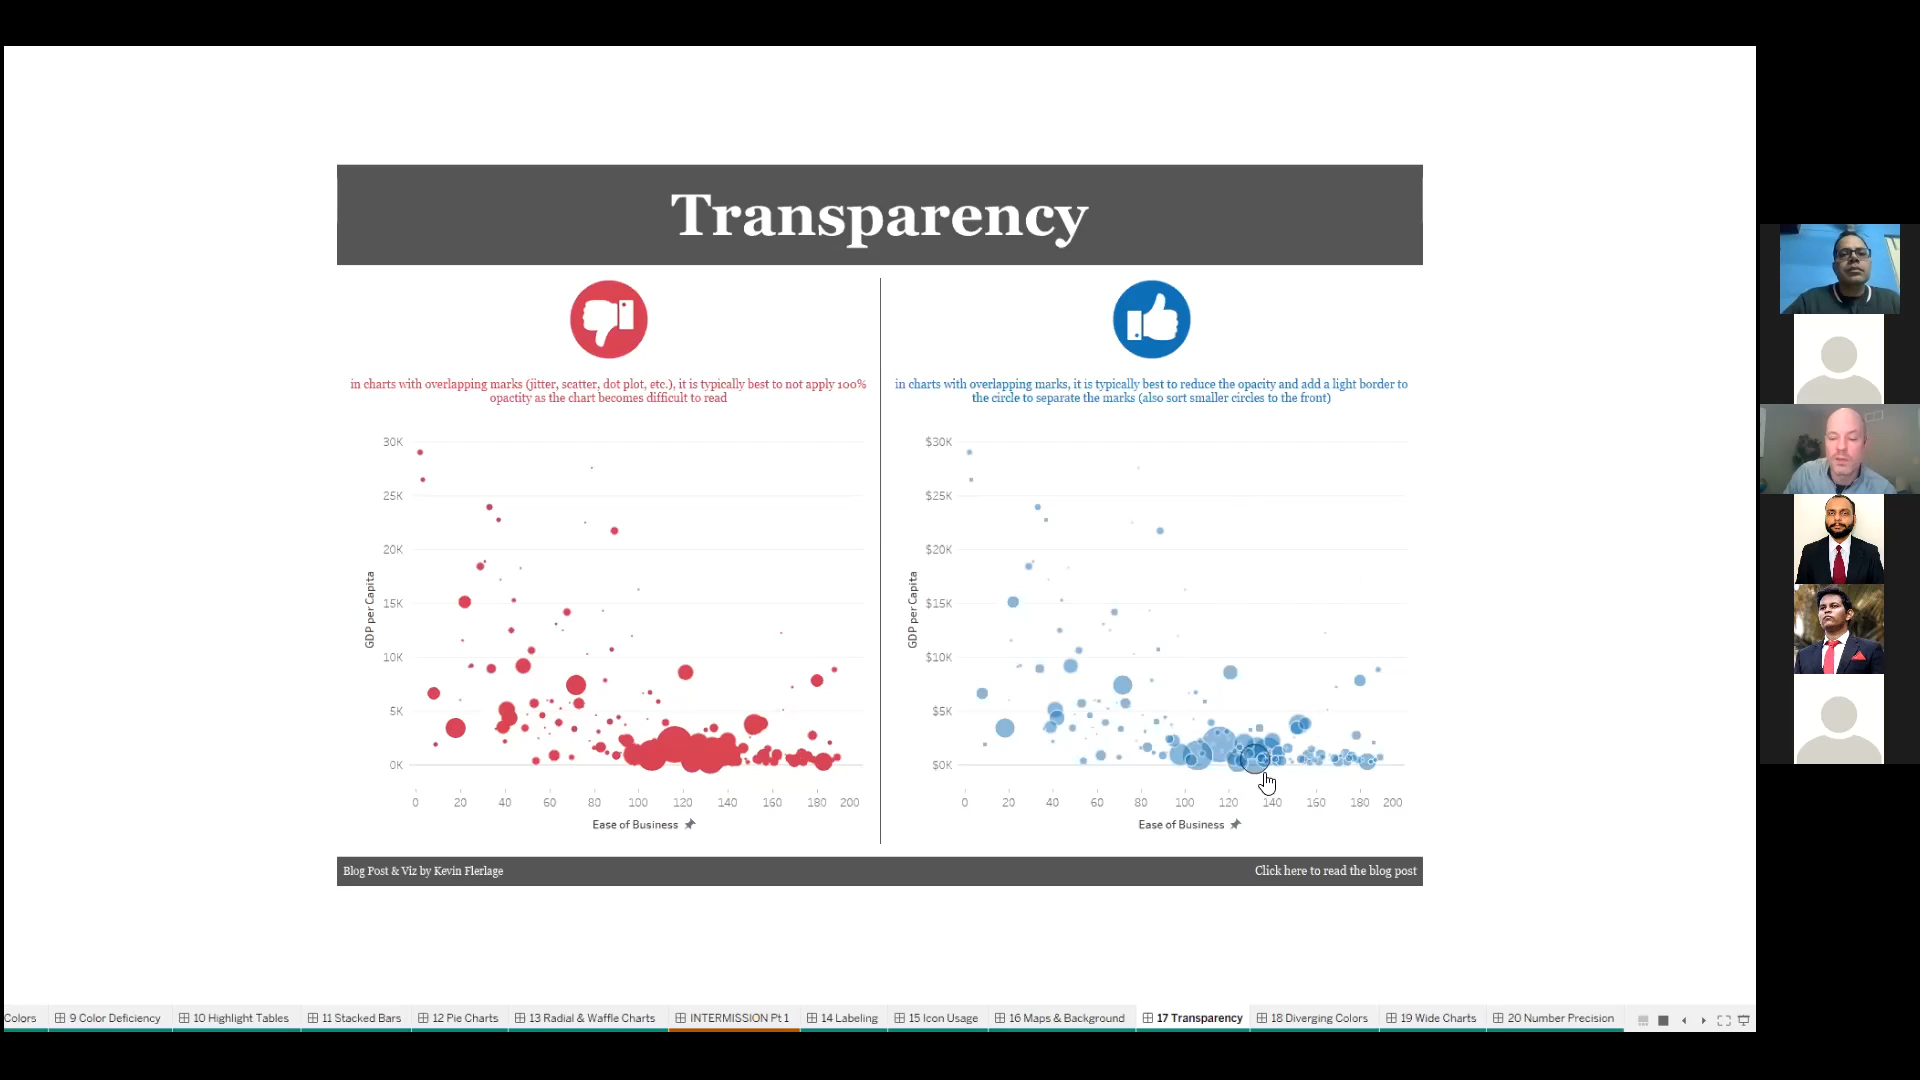 Transparency
in charts with overlapping marks (jitter, scatter, dot plot, etc.), it is typically best to not apply 100%
opactity as the chart becomes difficult to read
in charts with overlapping marks, it is typically best to reduce the opacity and add a light border to
the circle to separate the marks (also sort smaller circles to the front)
30K
25K
20K
15K
10K
5K
0K
GDP per Capita
0 20 40 60 80 100 120 140 160 180 200
Ease of Business
$30K
$25K
$20K
$15K
$10K
$5K
$0K
GDP per Capita
0 20 40 60 80 100 120 140 160 180 200
Ease of Business
Blog Post & Viz by Kevin Flerlage
Click here to read the blog post
Colors 9 Color Deficiency 10 Highlight Tables 11 Stacked Bars 12 Pie Charts 13 Radial & Waffle Charts INTERMISSION Pt 1 14 Labeling 15 Icon Usage 16 Maps & Background 17 Transparency 18 Diverging Colors 19 Wide Charts 20 Number Precision